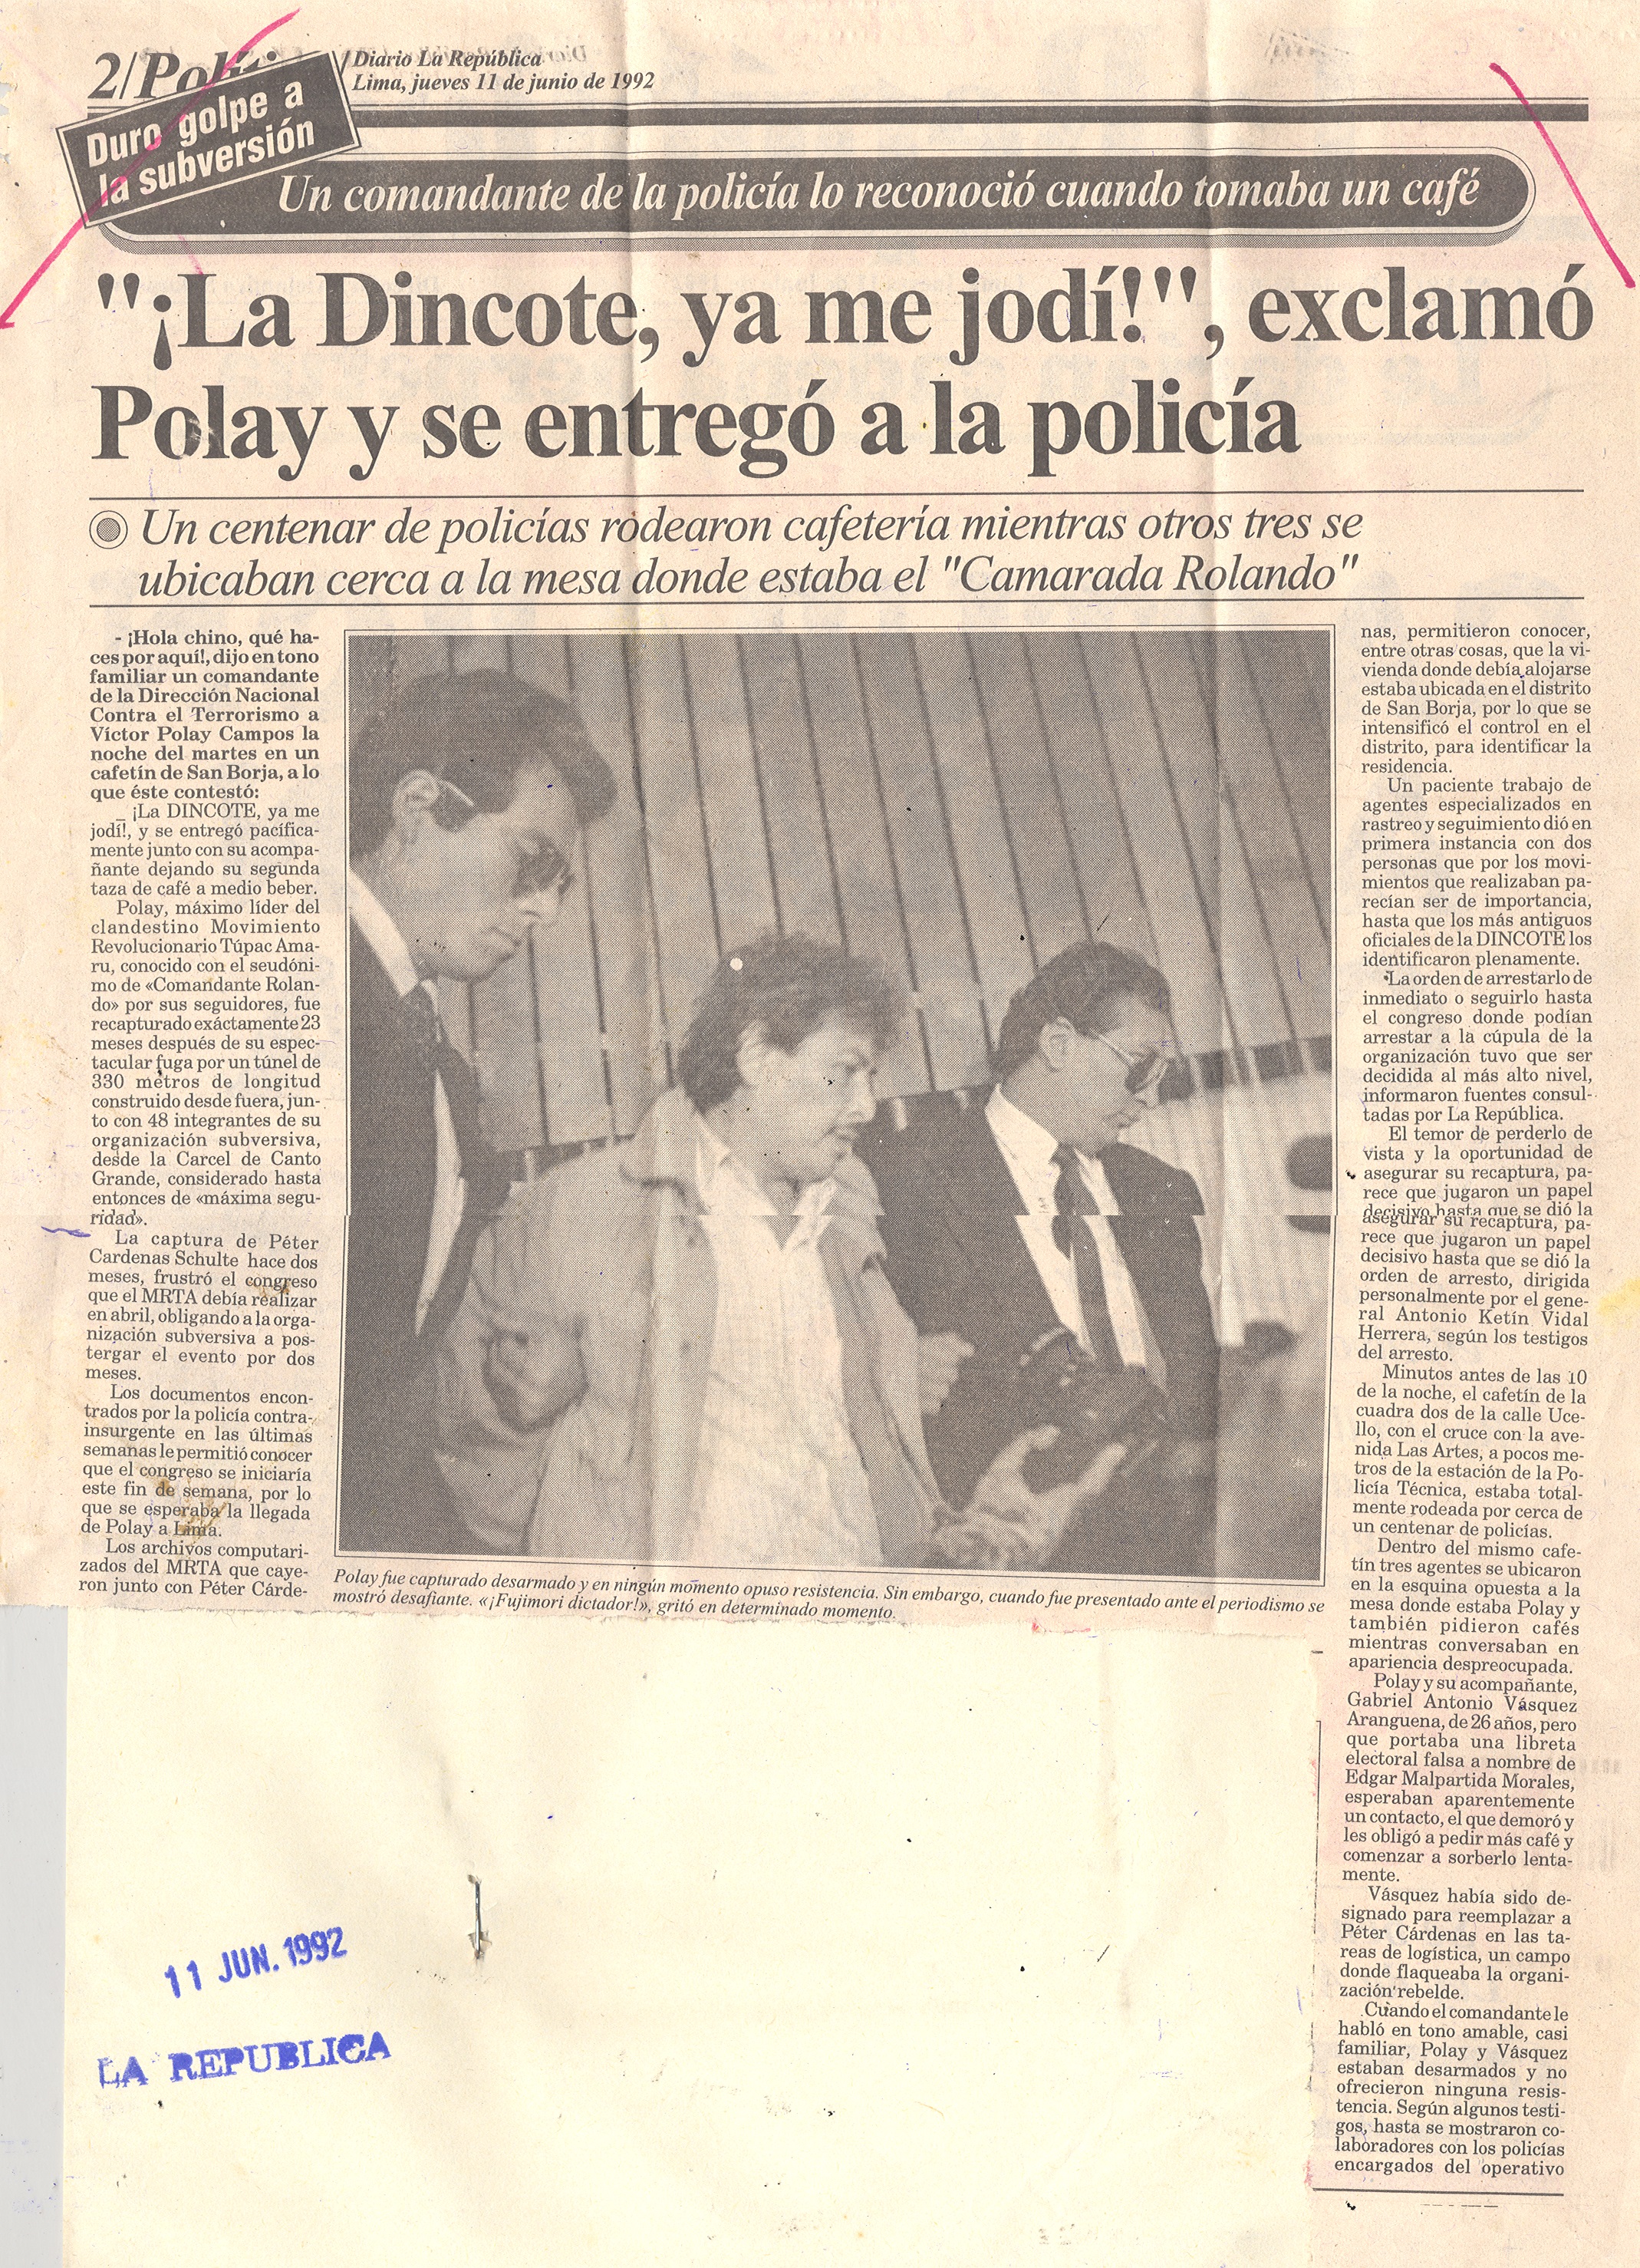 2/Políti
Diario La República
Lima, jueves 11 de junio de 1992
Duro golpe a
la subversión
Un comandante de la policía lo reconoció cuando tomaba un café
"¡La Dincote, ya me jodí!", exclamó
Polay y se entregó a la policía
Un centenar de policías rodearon cafetería mientras otros tres se
ubicaban cerca a la mesa donde estaba el "Camarada Rolando"
- ¡Hola chino, qué ha-
ces por aquí!, dijo en tono
familiar un comandante
de la Dirección Nacional
Contra el Terrorismo a
Víctor Polay Campos la
noche del martes en un
cafetín de San Borja, a lo
que éste contestó:
_ ¡La DINCOTE, ya me
jodí!, y se entregó pacífica-
mente junto con su acompa-
ñante dejando su segunda
taza de café a medio beber.
Polay, máximo líder del
clandestino Movimiento
Revolucionario Túpac Ama-
ru, conocido con el seudóni-
mo de «Comandante Rolan-
do» por sus seguidores, fue
recapturado exáctamente 23
meses después de su espec-
tacular fuga por un túnel de
330 metros de longitud
construido desde fuera, jun-
to con 48 integrantes de su
organización subversiva,
desde la Carcel de Canto
Grande, considerado hasta
entonces de «máxima segu-
ridad».
La captura de Péter
Cardenas Schulte hace dos
meses, frustró el congreso
que el MRTA debía realizar
en abril, obligando a la orga-
nización subversiva a pos-
tergar el evento por dos
meses.
Los documentos encon-
trados por la policía contra-
insurgente en las últimas
semanas le permitió conocer
que el congreso se iniciaría
este fin de semana, por lo
que se esperaba la llegada
de Polay a Lima.
Los archivos computari-
zados del MRTA que caye-
ron junto con Péter Cárde-
Polay fue capturado desarmado y en ningún momento opuso resistencia. Sin embargo, cuando fue presentado ante el periodismo se
mostró desafiante. «¡Fujimori dictador!», gritó en determinado momento.
nas, permitieron conocer,
entre otras cosas, que la vi-
vienda donde debía alojarse
estaba ubicada en el distrito
de San Borja, por lo que se
intensificó el control en el
distrito, para identificar la
residencia.
Un paciente trabajo de
agentes especializados en
rastreo y seguimiento dió en
primera instancia con dos
personas que por los movi-
mientos que realizaban pa-
recían ser de importancia,
hasta que los más antiguos
oficiales de la DINCOTE los
identificaron plenamente.
La orden de arrestarlo de
inmediato o seguirlo hasta
el congreso donde podían
arrestar a la cúpula de la
organización tuvo que ser
decidida al más alto nivel,
informaron fuentes consul-
tadas por La República.
El temor de perderlo de
vista y la oportunidad de
asegurar su recaptura, pa-
rece que jugaron un papel
decisivo hasta que se dió la
asegurar su recaptura, pa-
rece que jugaron un papel
decisivo hasta que se dió la
orden de arresto, dirigida
personalmente por el gene-
ral Antonio Ketín Vidal
Herrera, según los testigos
del arresto.
Minutos antes de las 10
de la noche, el cafetín de la
cuadra dos de la calle Uce-
llo, con el cruce con la ave-
nida Las Artes, a pocos me-
tros de la estación de la Po-
licía Técnica, estaba total-
mente rodeada por cerca de
un centenar de policías.
Dentro del mismo cafe-
tín tres agentes se ubicaron
en la esquina opuesta a la
mesa donde estaba Polay y
también pidieron cafés
mientras conversaban en
apariencia despreocupada.
Polay y su acompañante,
Gabriel Antonio Vásquez
Aranguena, de 26 años, pero
que portaba una libreta
electoral falsa a nombre de
Edgar Malpartida Morales,
esperaban aparentemente
un contacto, el que demoró y
les obligó a pedir más café y
comenzar a sorberlo lenta-
mente.
Vásquez había sido de-
signado para reemplazar a
Péter Cárdenas en las ta-
reas de logística, un campo
donde flaqueaba la organi-
zación rebelde.
Cuando el comandante le
habló en tono amable, casi
familiar, Polay y Vásquez
estaban desarmados y no
ofrecieron ninguna resis-
tencia. Según algunos testi-
gos, hasta se mostraron co-
laboradores con los policías
encargados del operativo
11 JUN. 1992
LA REPUBLICA